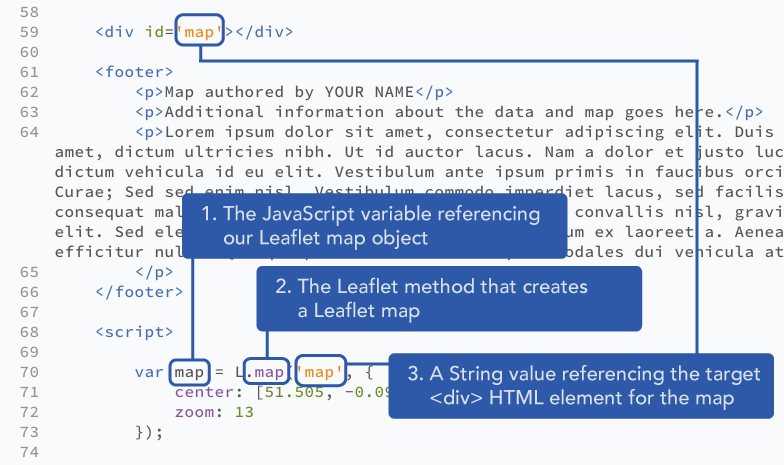 58
59 <div id='map'></div>
60
61 <footer>
62 <p>Map authored by YOUR NAME</p>
63 <p>Additional information about the data and map goes here.</p>
64 <p>Lorem ipsum dolor sit amet, consectetur adipiscing elit. Duis
amet, dictum ultricies nibh. Ut id auctor lacus. Nam a dolor et justo luc
dictum vehicula id eu elit. Vestibulum ante ipsum primis in faucibus orci
Curae; Sed sed enim nisl. Vestibulum commodo imperdiet lacus, sed facilis
consequat mal convallis nisl, gravi
elit. Sed ele um ex laoreet a. Aenea
efficitur nul odales dui vehicula at
1. The JavaScript variable referencing
our Leaflet map object
65 </p>
66 </footer>
67
2. The Leaflet method that creates
a Leaflet map
68 <script>
69
70 var map = L.map('map', {
71 center: [51.505, -0.09
72 zoom: 13
73 });
74
3. A String value referencing the target
<div> HTML element for the map